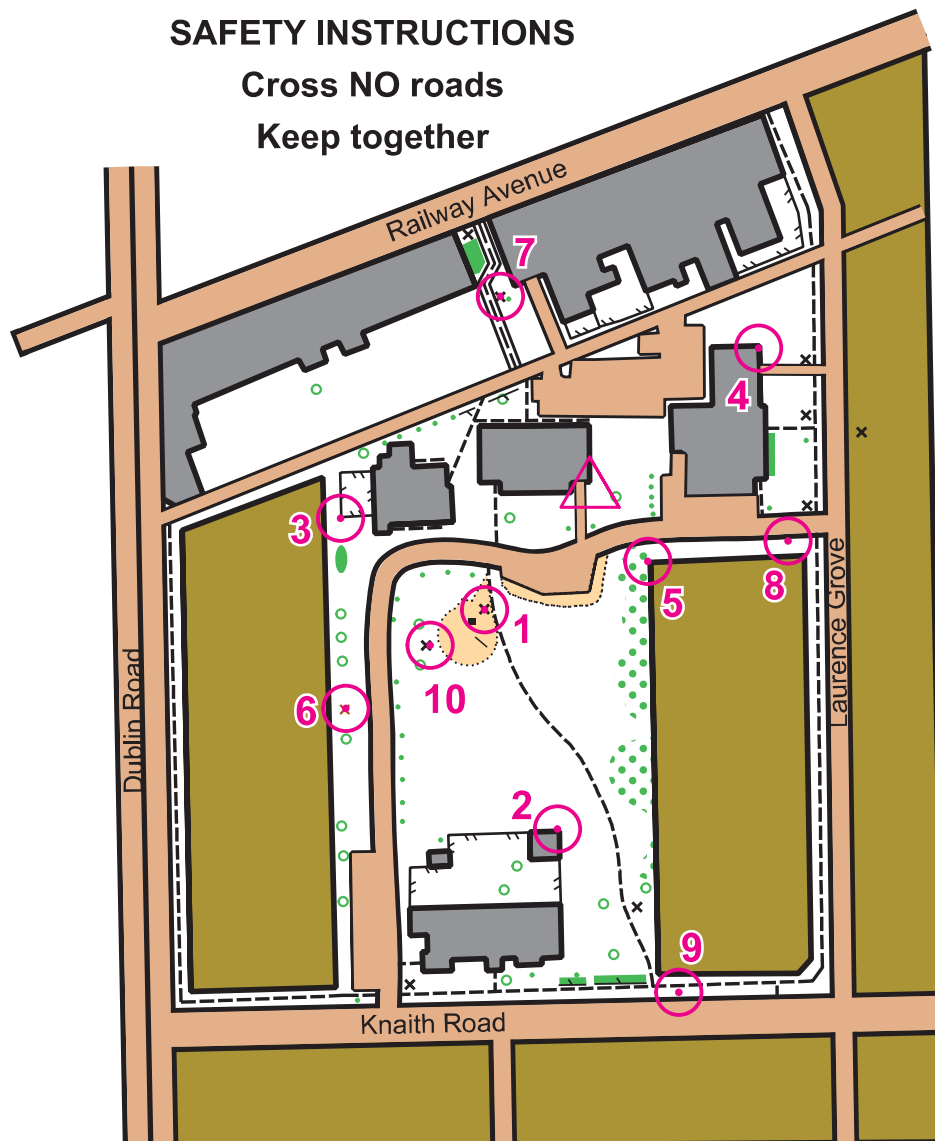 SAFETY INSTRUCTIONS
Cross NO roads
Keep together
Railway Avenue
7
4
3
8
5
1
10
6
Dublin Road
Laurence Grove
2
9
Knaith Road